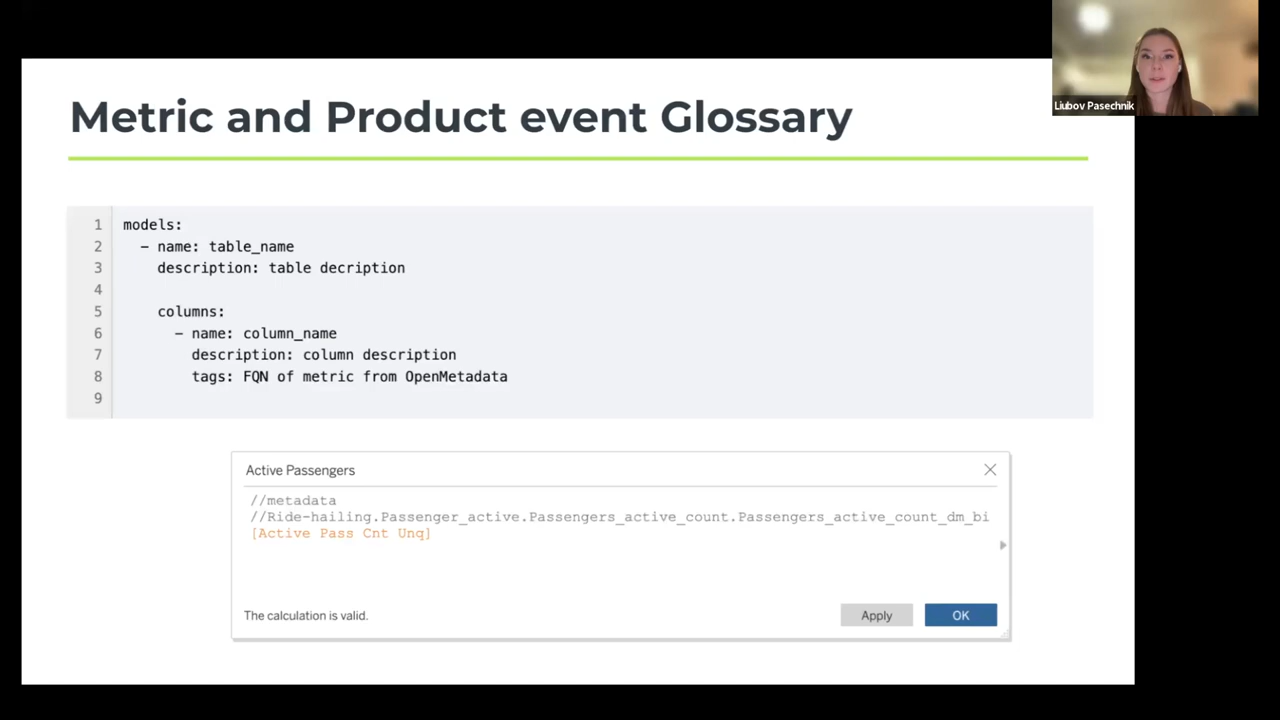 Metric and Product event Glossary
Liubov Pasechnik
1 models:
2 - name: table_name
3 description: table decription
4
5 columns:
6 - name: column_name
7 description: column description
8 tags: FQN of metric from OpenMetadata
9
Active Passengers
//metadata
//Ride-hailing.Passenger_active.Passengers_active_count.Passengers_active_count_dm_bi
[Active Pass Cnt Unq]
The calculation is valid. Apply OK